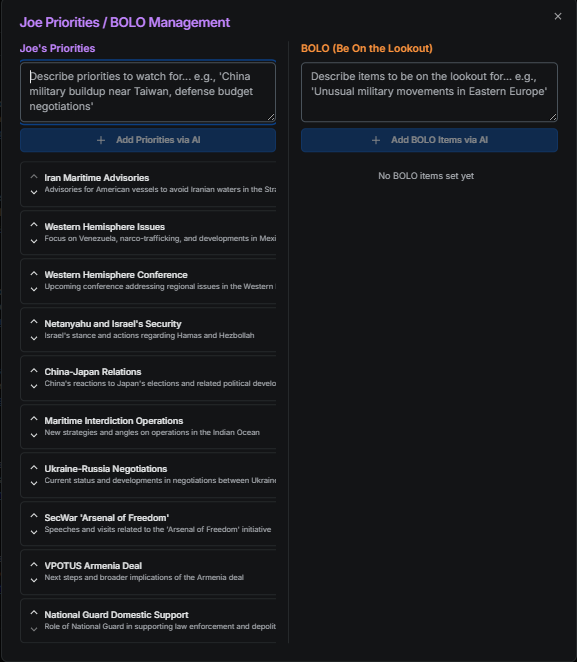 Joe Priorities / BOLO Management
Joe's Priorities
Describe priorities to watch for... e.g., 'China
military buildup near Taiwan, defense budget
negotiations'
+ Add Priorities via AI
Iran Maritime Advisories
Advisories for American vessels to avoid Iranian waters in the Stra
Western Hemisphere Issues
Focus on Venezuela, narco-trafficking, and developments in Mexi
Western Hemisphere Conference
Upcoming conference addressing regional issues in the Western
Netanyahu and Israel's Security
Israel's stance and actions regarding Hamas and Hezbollah
China-Japan Relations
China's reactions to Japan's elections and related political develo
Maritime Interdiction Operations
New strategies and angles on operations in the Indian Ocean
Ukraine-Russia Negotiations
Current status and developments in negotiations between Ukraine
SecWar 'Arsenal of Freedom'
Speeches and visits related to the 'Arsenal of Freedom' initiative
VPOTUS Armenia Deal
Next steps and broader implications of the Armenia deal
National Guard Domestic Support
Role of National Guard in supporting law enforcement and depolit
BOLO (Be On the Lookout)
Describe items to be on the lookout for... e.g.,
'Unusual military movements in Eastern Europe'
+ Add BOLO Items via AI
No BOLO items set yet